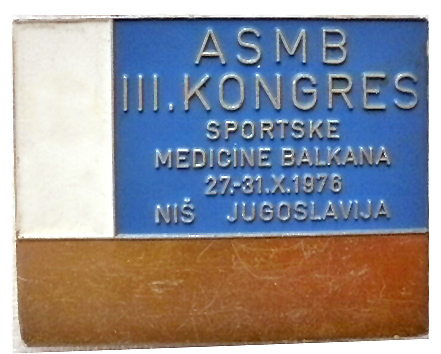 ASMB
III. KONGRES
SPORTSKE
MEDICINE BALKANA
27.-31.X.1976
NIŠ JUGOSLAVIJA